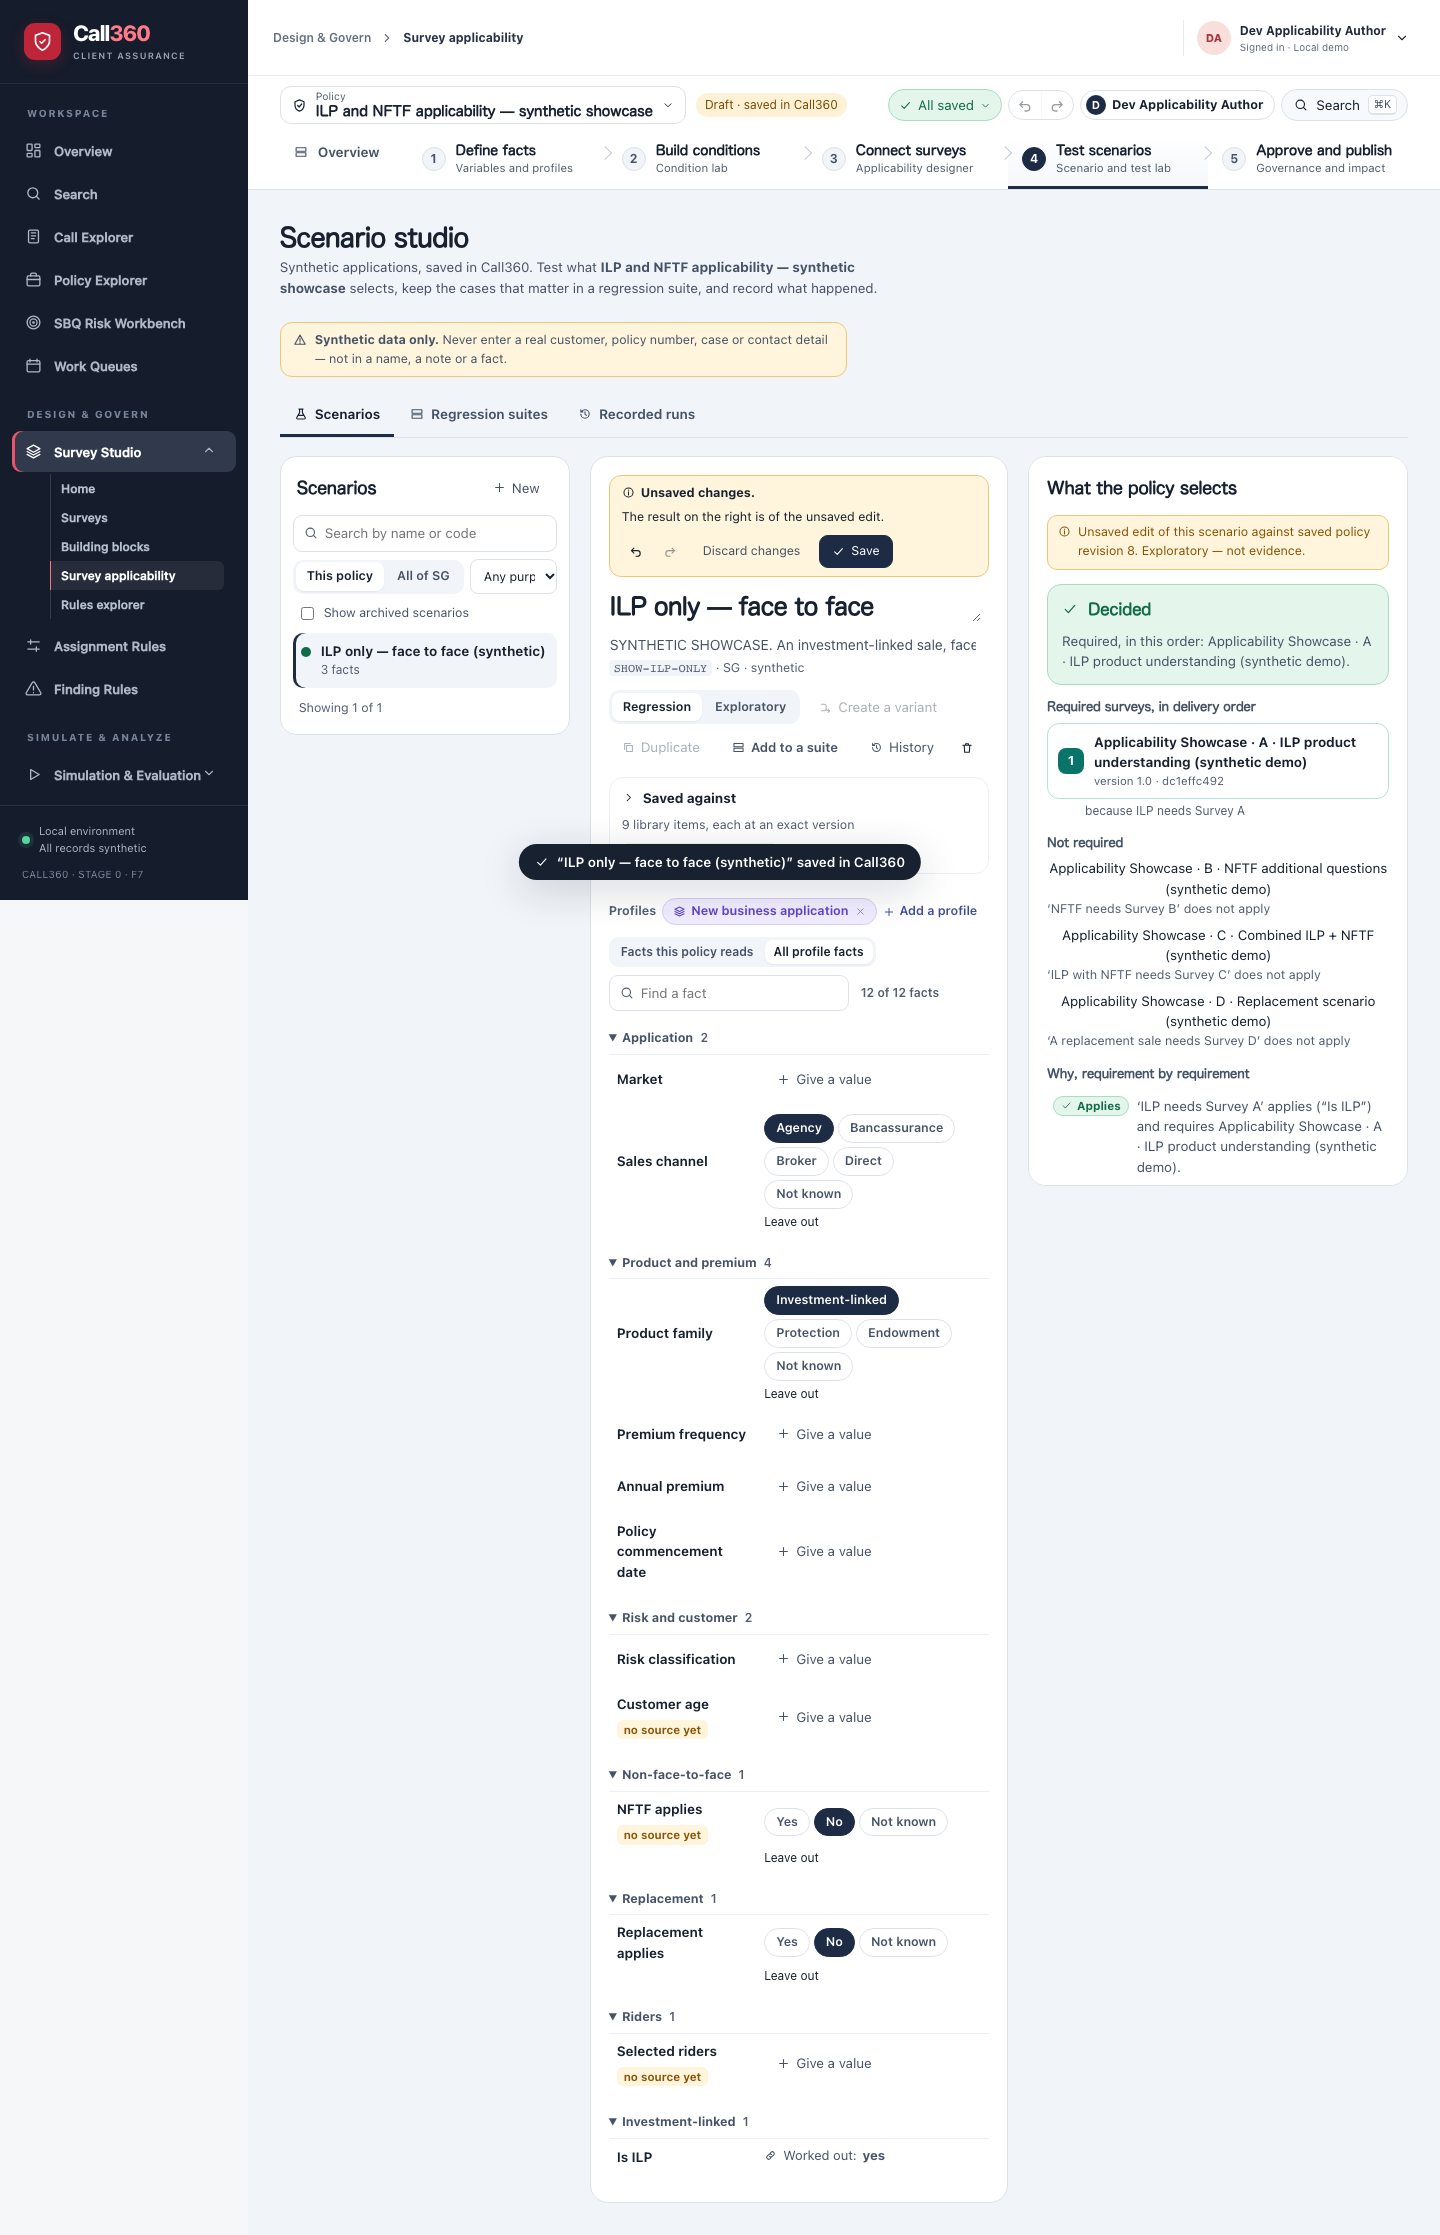 Call360
CLIENT ASSURANCE
WORKSPACE
Overview
Search
Call Explorer
Policy Explorer
SBQ Risk Workbench
Work Queues
DESIGN & GOVERN
Survey Studio
Home
Surveys
Building blocks
Survey applicability
Rules explorer
Assignment Rules
Finding Rules
SIMULATE & ANALYZE
Simulation & Evaluation
Local environment
All records synthetic
CALL360 · STAGE 0 · F7
Design & Govern
Survey applicability
DA
Dev Applicability Author
Signed in · Local demo
Policy
ILP and NFTF applicability — synthetic showcase
Draft · saved in Call360
All saved
D
Dev Applicability Author
Search
⌘K
Overview
1
Define facts
Variables and profiles
2
Build conditions
Condition lab
3
Connect surveys
Applicability designer
4
Test scenarios
Scenario and test lab
5
Approve and publish
Governance and impact
Scenario studio
Synthetic applications, saved in Call360. Test what ILP and NFTF applicability — synthetic
showcase selects, keep the cases that matter in a regression suite, and record what happened.
Synthetic data only. Never enter a real customer, policy number, case or contact detail
— not in a name, a note or a fact.
Scenarios
Regression suites
Recorded runs
Scenarios
New
Search by name or code
This policy
All of SG
Any purp
Show archived scenarios
ILP only — face to face (synthetic)
3 facts
Showing 1 of 1
Unsaved changes.
The result on the right is of the unsaved edit.
Discard changes
Save
ILP only — face to face
SYNTHETIC SHOWCASE. An investment-linked sale, face
SHOW-ILP-ONLY · SG · synthetic
Regression
Exploratory
Create a variant
Duplicate
Add to a suite
History
Saved against
9 library items, each at an exact version
“ILP only — face to face (synthetic)” saved in Call360
Profiles
New business application
Add a profile
Facts this policy reads
All profile facts
Find a fact
12 of 12 facts
Application 2
Market
Give a value
Sales channel
Agency
Bancassurance
Broker
Direct
Not known
Leave out
Product and premium 4
Product family
Investment-linked
Protection
Endowment
Not known
Leave out
Premium frequency
Give a value
Annual premium
Give a value
Policy
commencement
date
Give a value
Risk and customer 2
Risk classification
Give a value
Customer age
no source yet
Give a value
Non-face-to-face 1
NFTF applies
no source yet
Yes
No
Not known
Leave out
Replacement 1
Replacement
applies
Yes
No
Not known
Leave out
Riders 1
Selected riders
no source yet
Give a value
Investment-linked 1
Is ILP
Worked out: yes
What the policy selects
Unsaved edit of this scenario against saved policy
revision 8. Exploratory — not evidence.
Decided
Required, in this order: Applicability Showcase · A
· ILP product understanding (synthetic demo).
Required surveys, in delivery order
1
Applicability Showcase · A · ILP product
understanding (synthetic demo)
version 1.0 · dc1effc492
because ILP needs Survey A
Not required
Applicability Showcase · B · NFTF additional questions
(synthetic demo)
‘NFTF needs Survey B’ does not apply
Applicability Showcase · C · Combined ILP + NFTF
(synthetic demo)
‘ILP with NFTF needs Survey C’ does not apply
Applicability Showcase · D · Replacement scenario
(synthetic demo)
‘A replacement sale needs Survey D’ does not apply
Why, requirement by requirement
Applies
‘ILP needs Survey A’ applies (“Is ILP”)
and requires Applicability Showcase · A
· ILP product understanding (synthetic
demo).